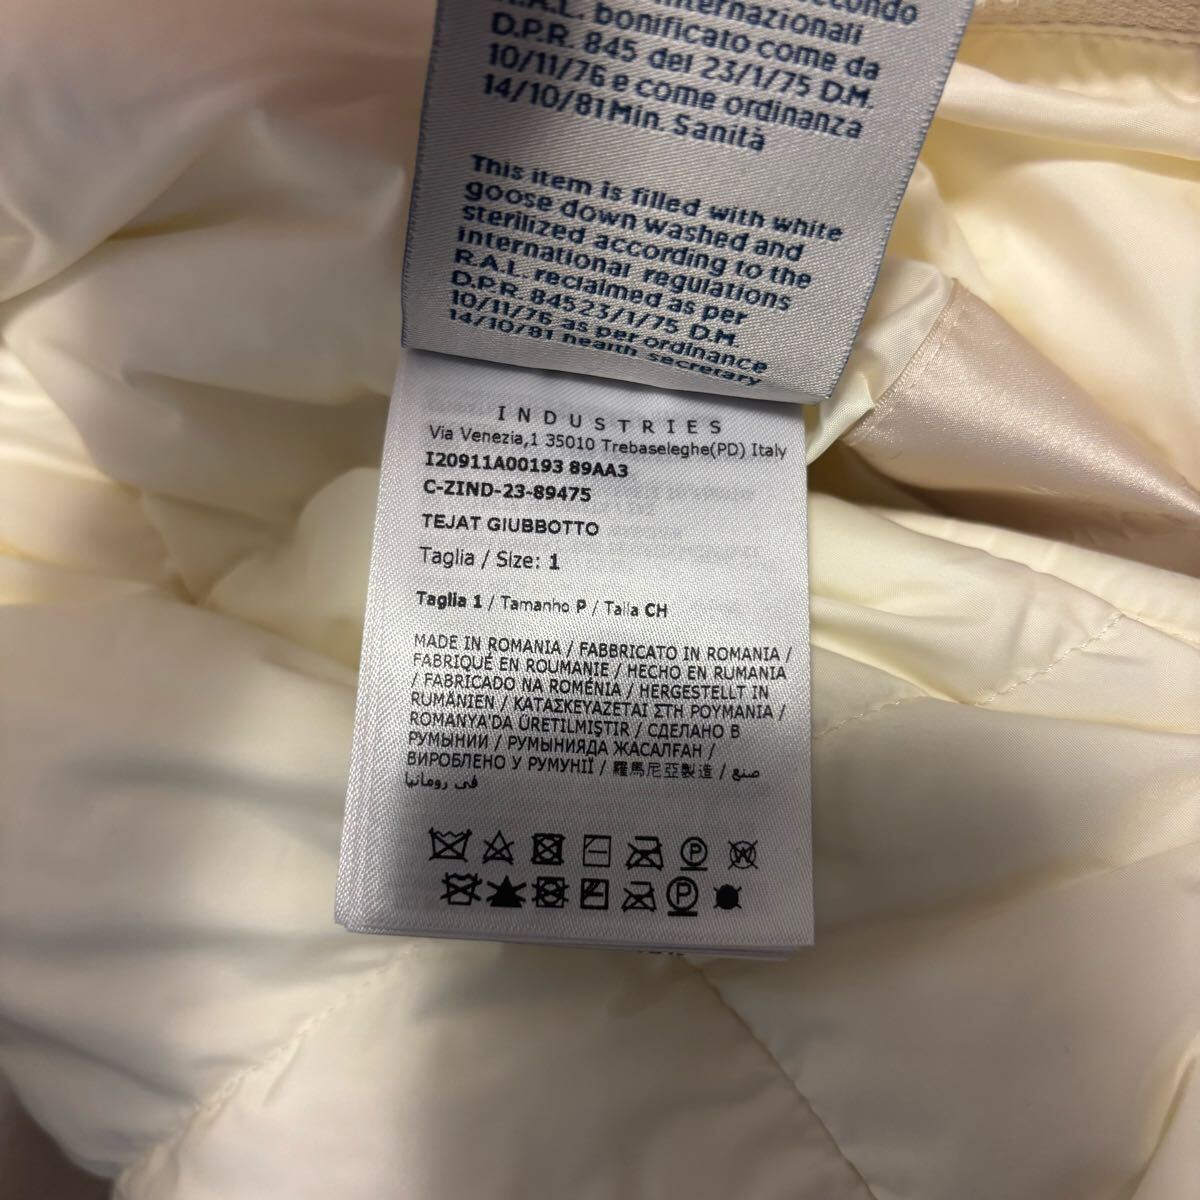 secondo
internazionali
R.A.L. bonificato come da
D.P.R. 845 del 23/1/75 D.M.
10/11/76 e come ordinanza
14/10/81 Min. Sanità
This item is filled with white
goose down washed and
sterilized according to the
international regulations
R.A.L. reclaimed as per
D.P.R. 845 23/1/75 D.M.
10/11/76 as per ordinance
14/10/81 health secretary
INDUSTRIES
Via Venezia,1 35010 Trebaseleghe(PD) Italy
I20911A00193 89AA3
C-ZIND-23-89475
TEJAT GIUBBOTTO
Taglia / Size: 1
Taglia 1 / Tamanho P / Talla CH
MADE IN ROMANIA / FABBRICATO IN ROMANIA /
FABRIQUÉ EN ROUMANIE / HECHO EN RUMANIA
/ FABRICADO NA ROMÉNIA / HERGESTELLT IN
RUMÄNIEN / ΚΑΤΑΣΚΕΥΑΖΕΤΑΙ ΣΤΗ ΡΟΥΜΑΝΙΑ /
ROMANYA'DA ÜRETILMIŞTIR / СДЕЛАНО В
РУМЫНИИ / РУМЫНИЯДА ЖАСАЛҒАН /
ВИРОБЛЕНО У РУМУНІЇ / 羅馬尼亞製造 / صنع
في رومانيا
P W
P